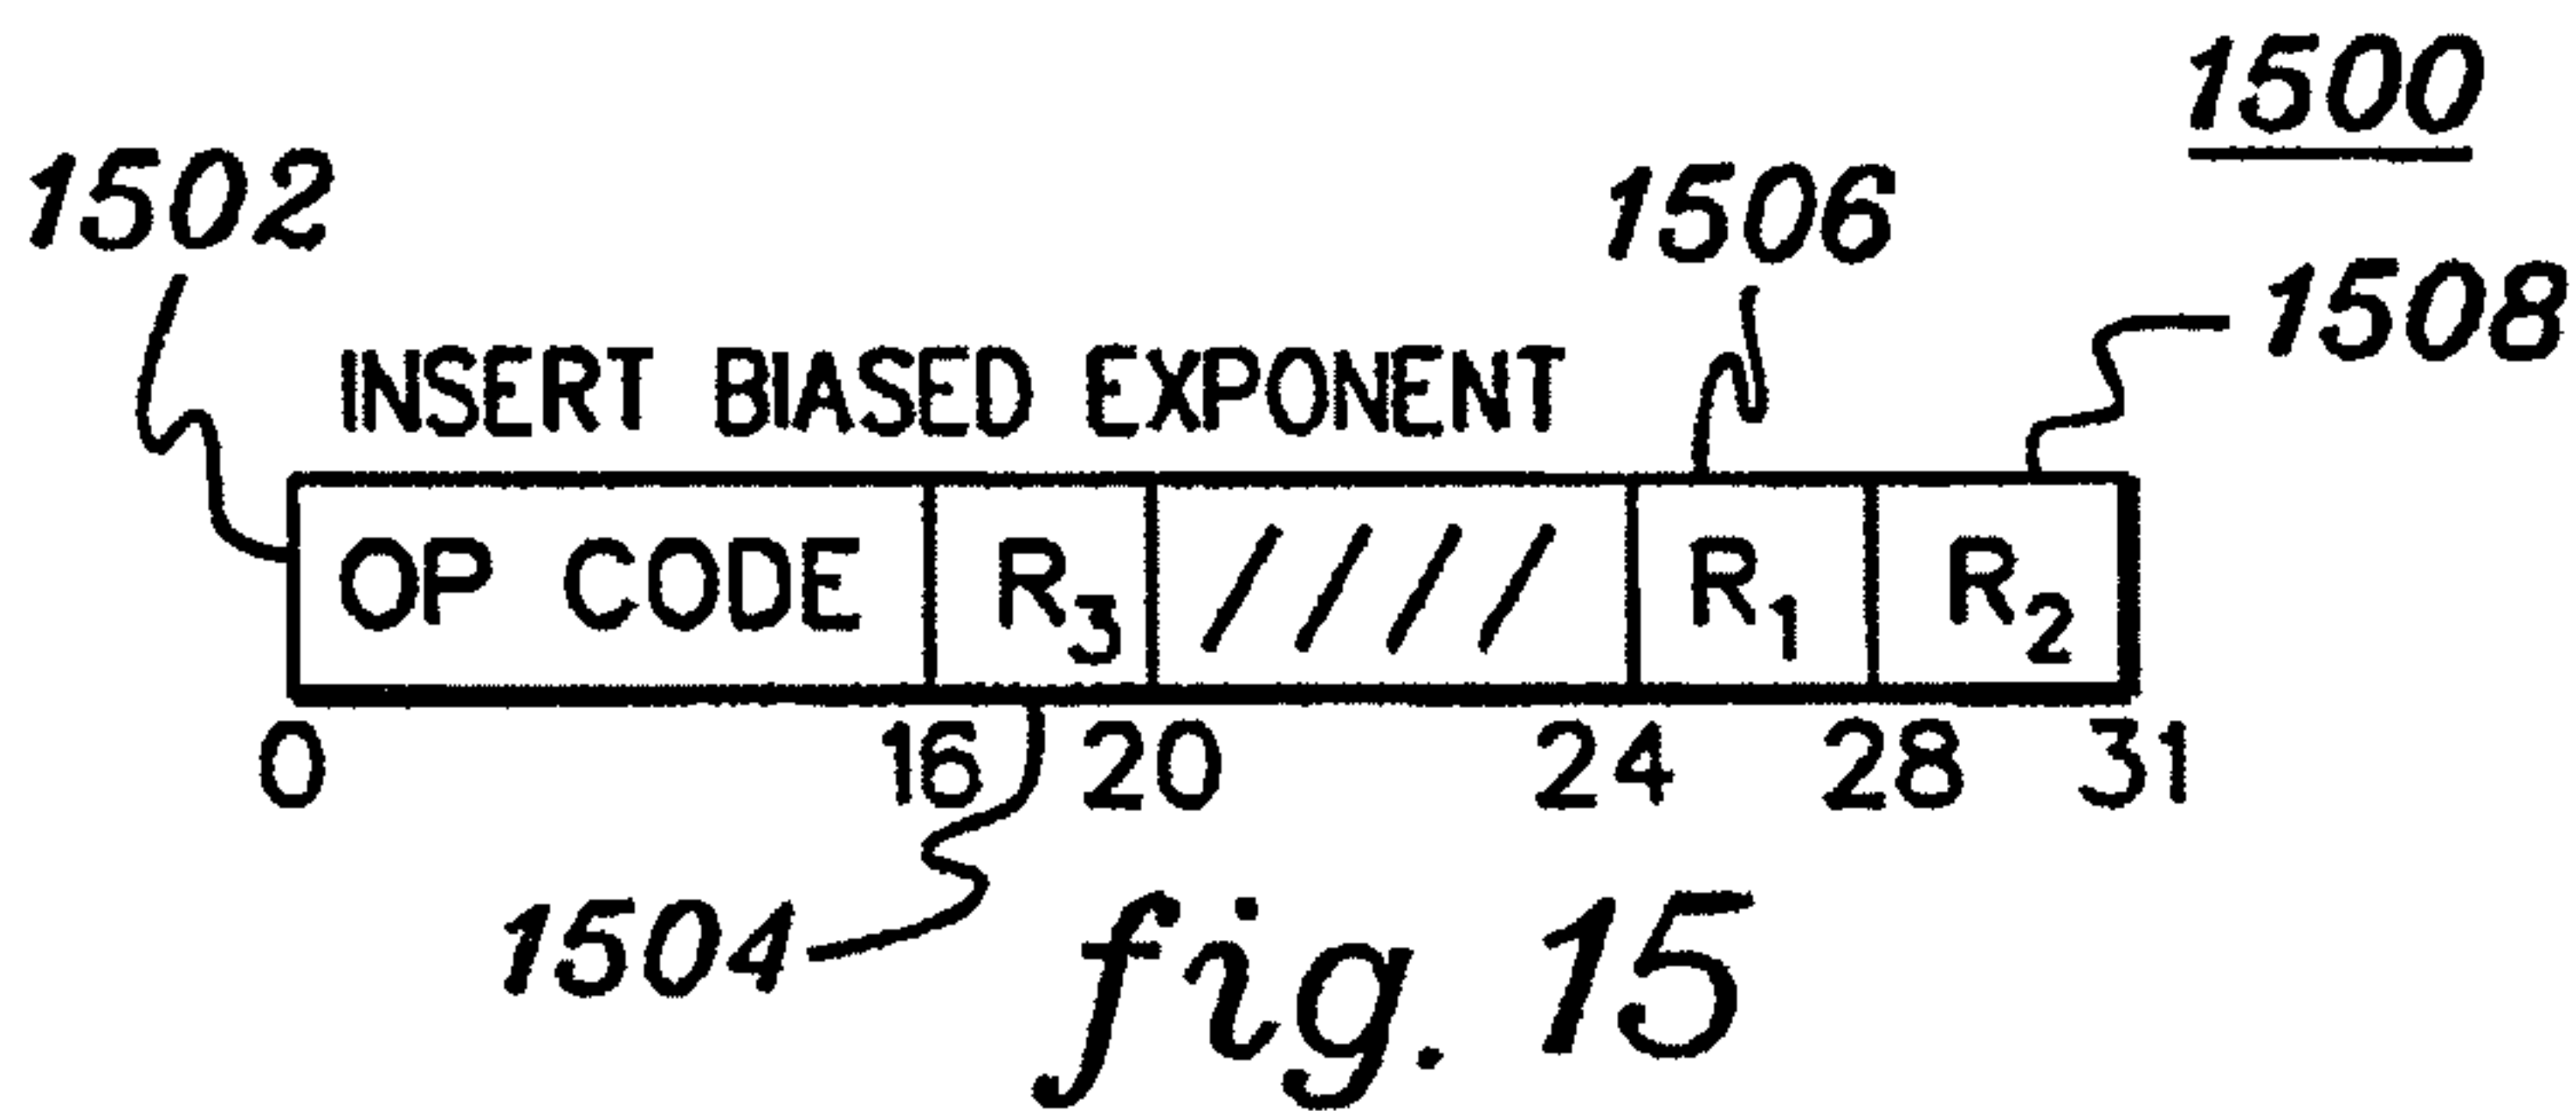 1500
1502
1506
1508
INSERT BIASED EXPONENT
OP CODE R3 //// R1 R2
0 16 20 24 28 31
1504
fig. 15